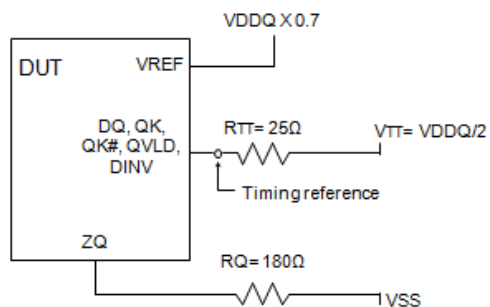 VDDQ X 0.7
DUT
VREF
DQ, QK,
QK#, QVLD,
DINV
RTT= 25Ω
VTT= VDDQ/2
Timing reference
ZQ
RQ= 180Ω
VSS